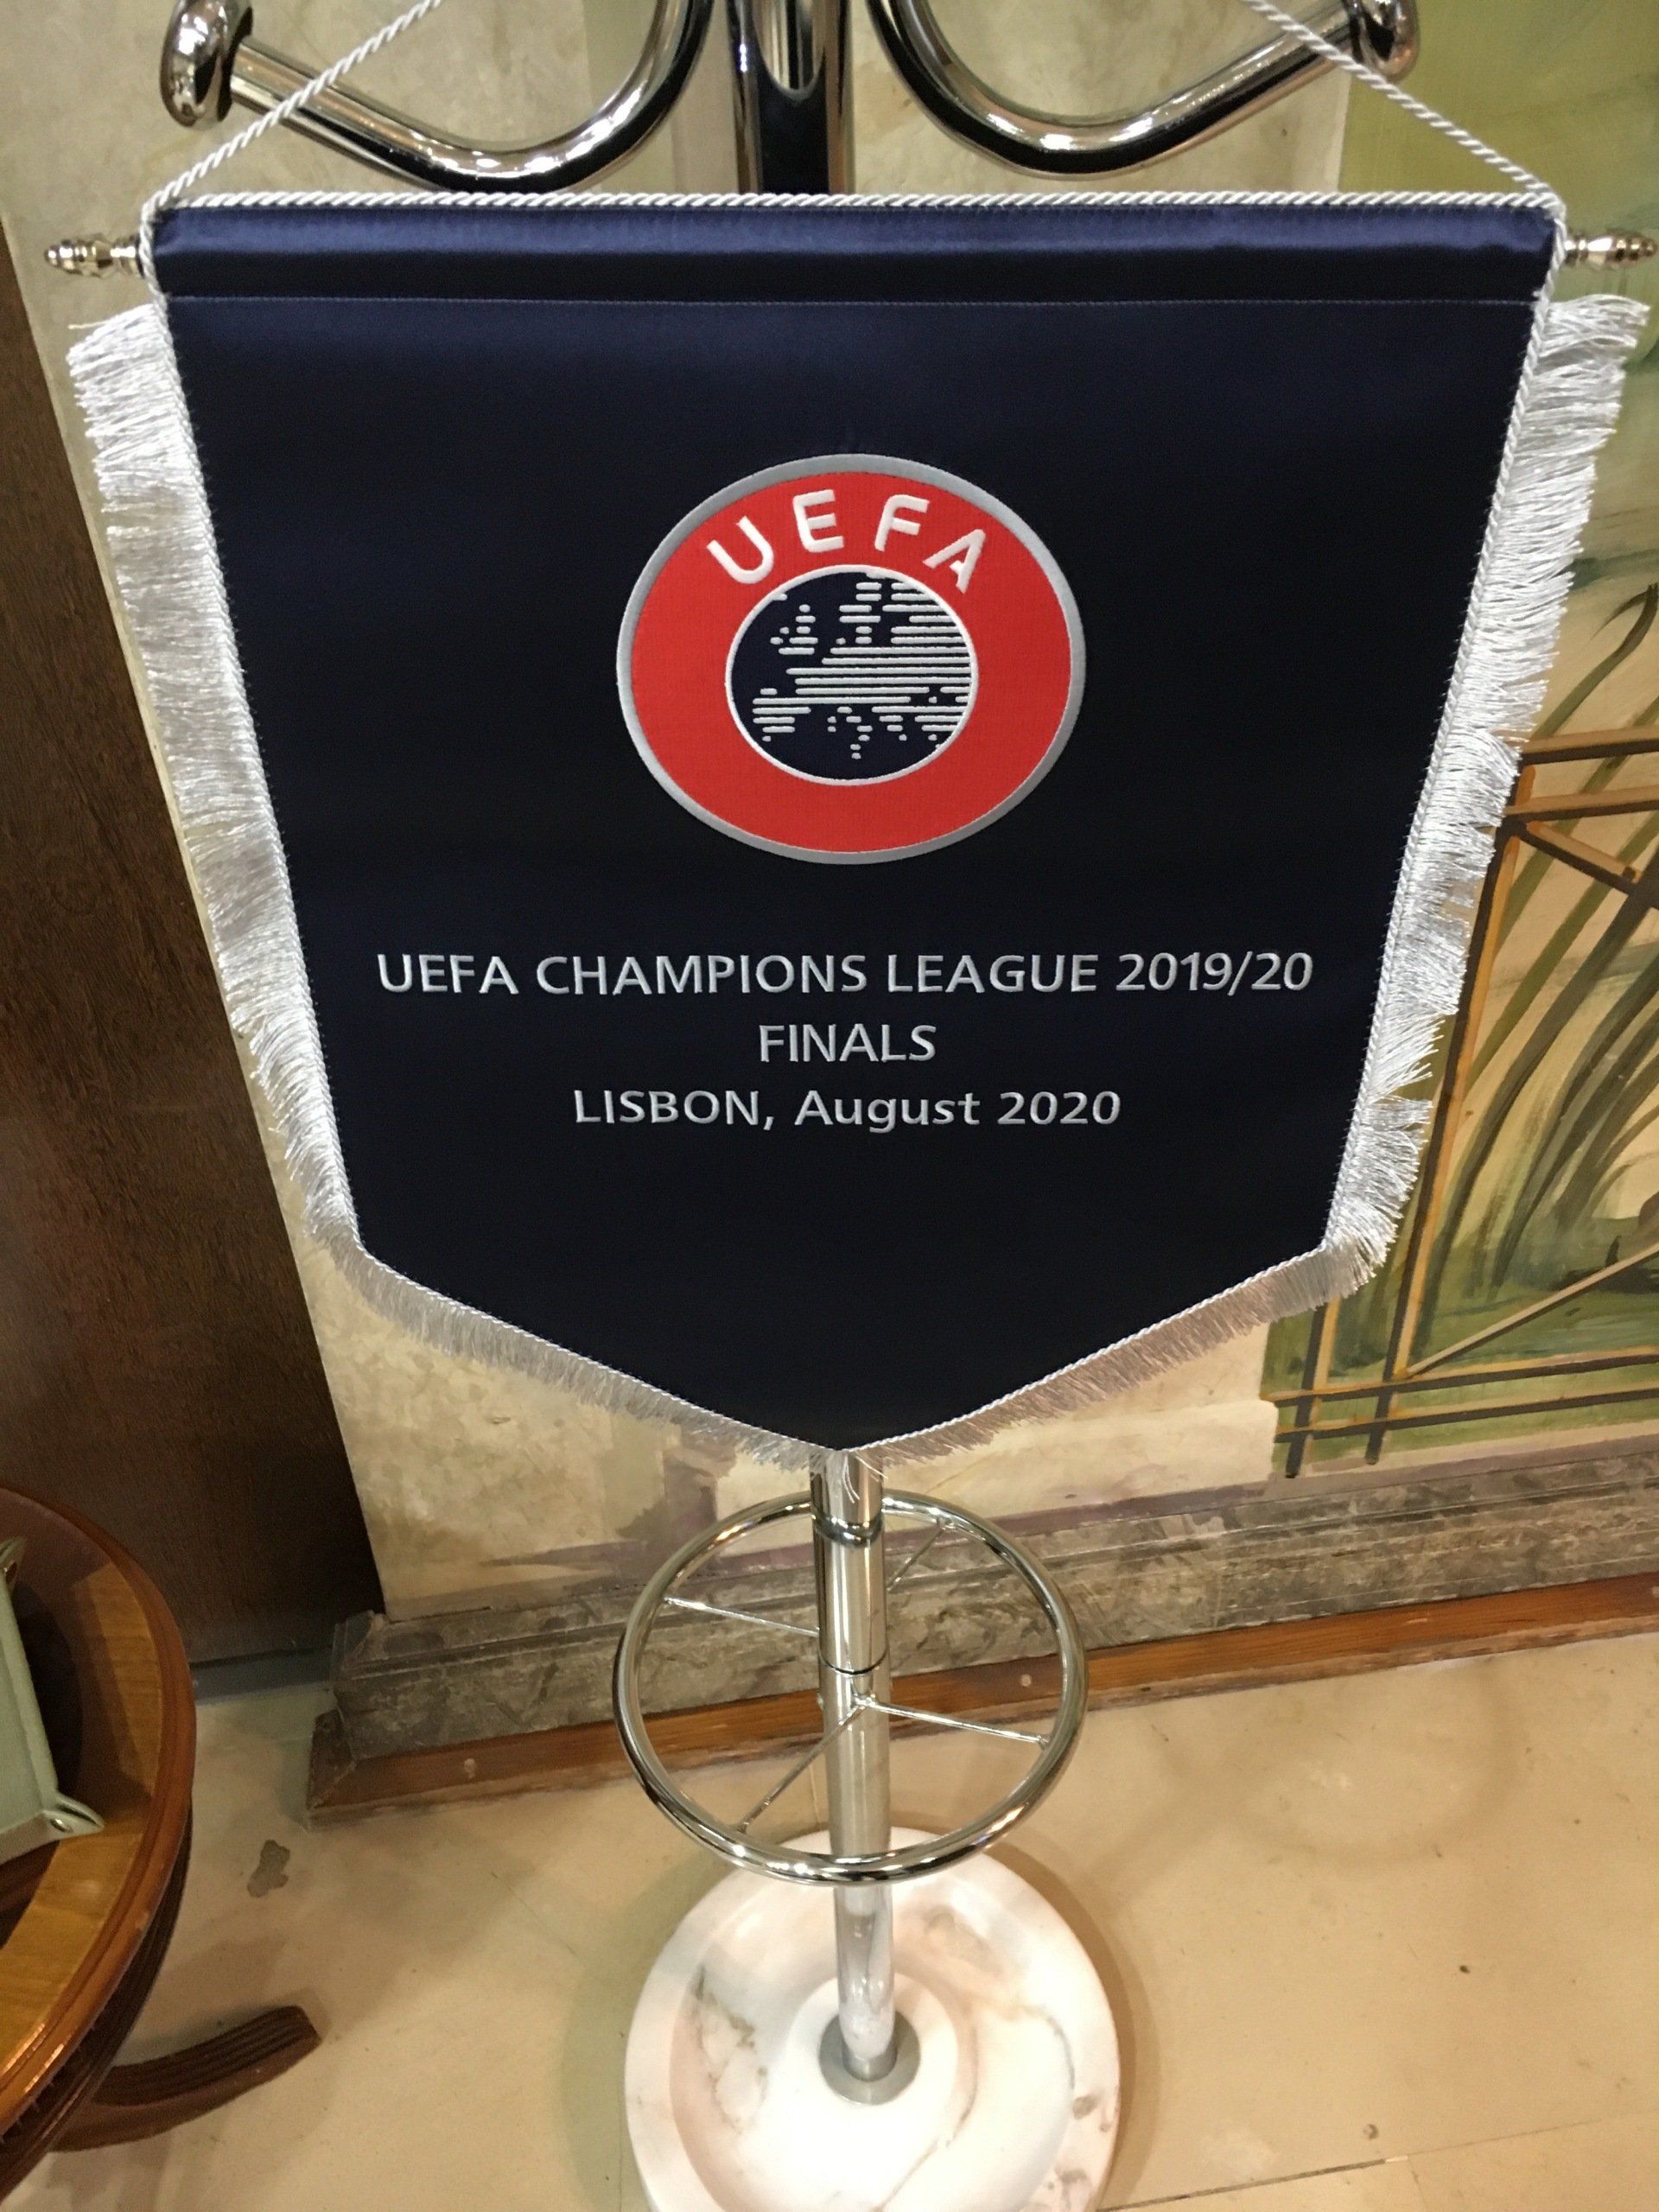 UEFA
UEFA CHAMPIONS LEAGUE 2019/20
FINALS
LISBON, August 2020